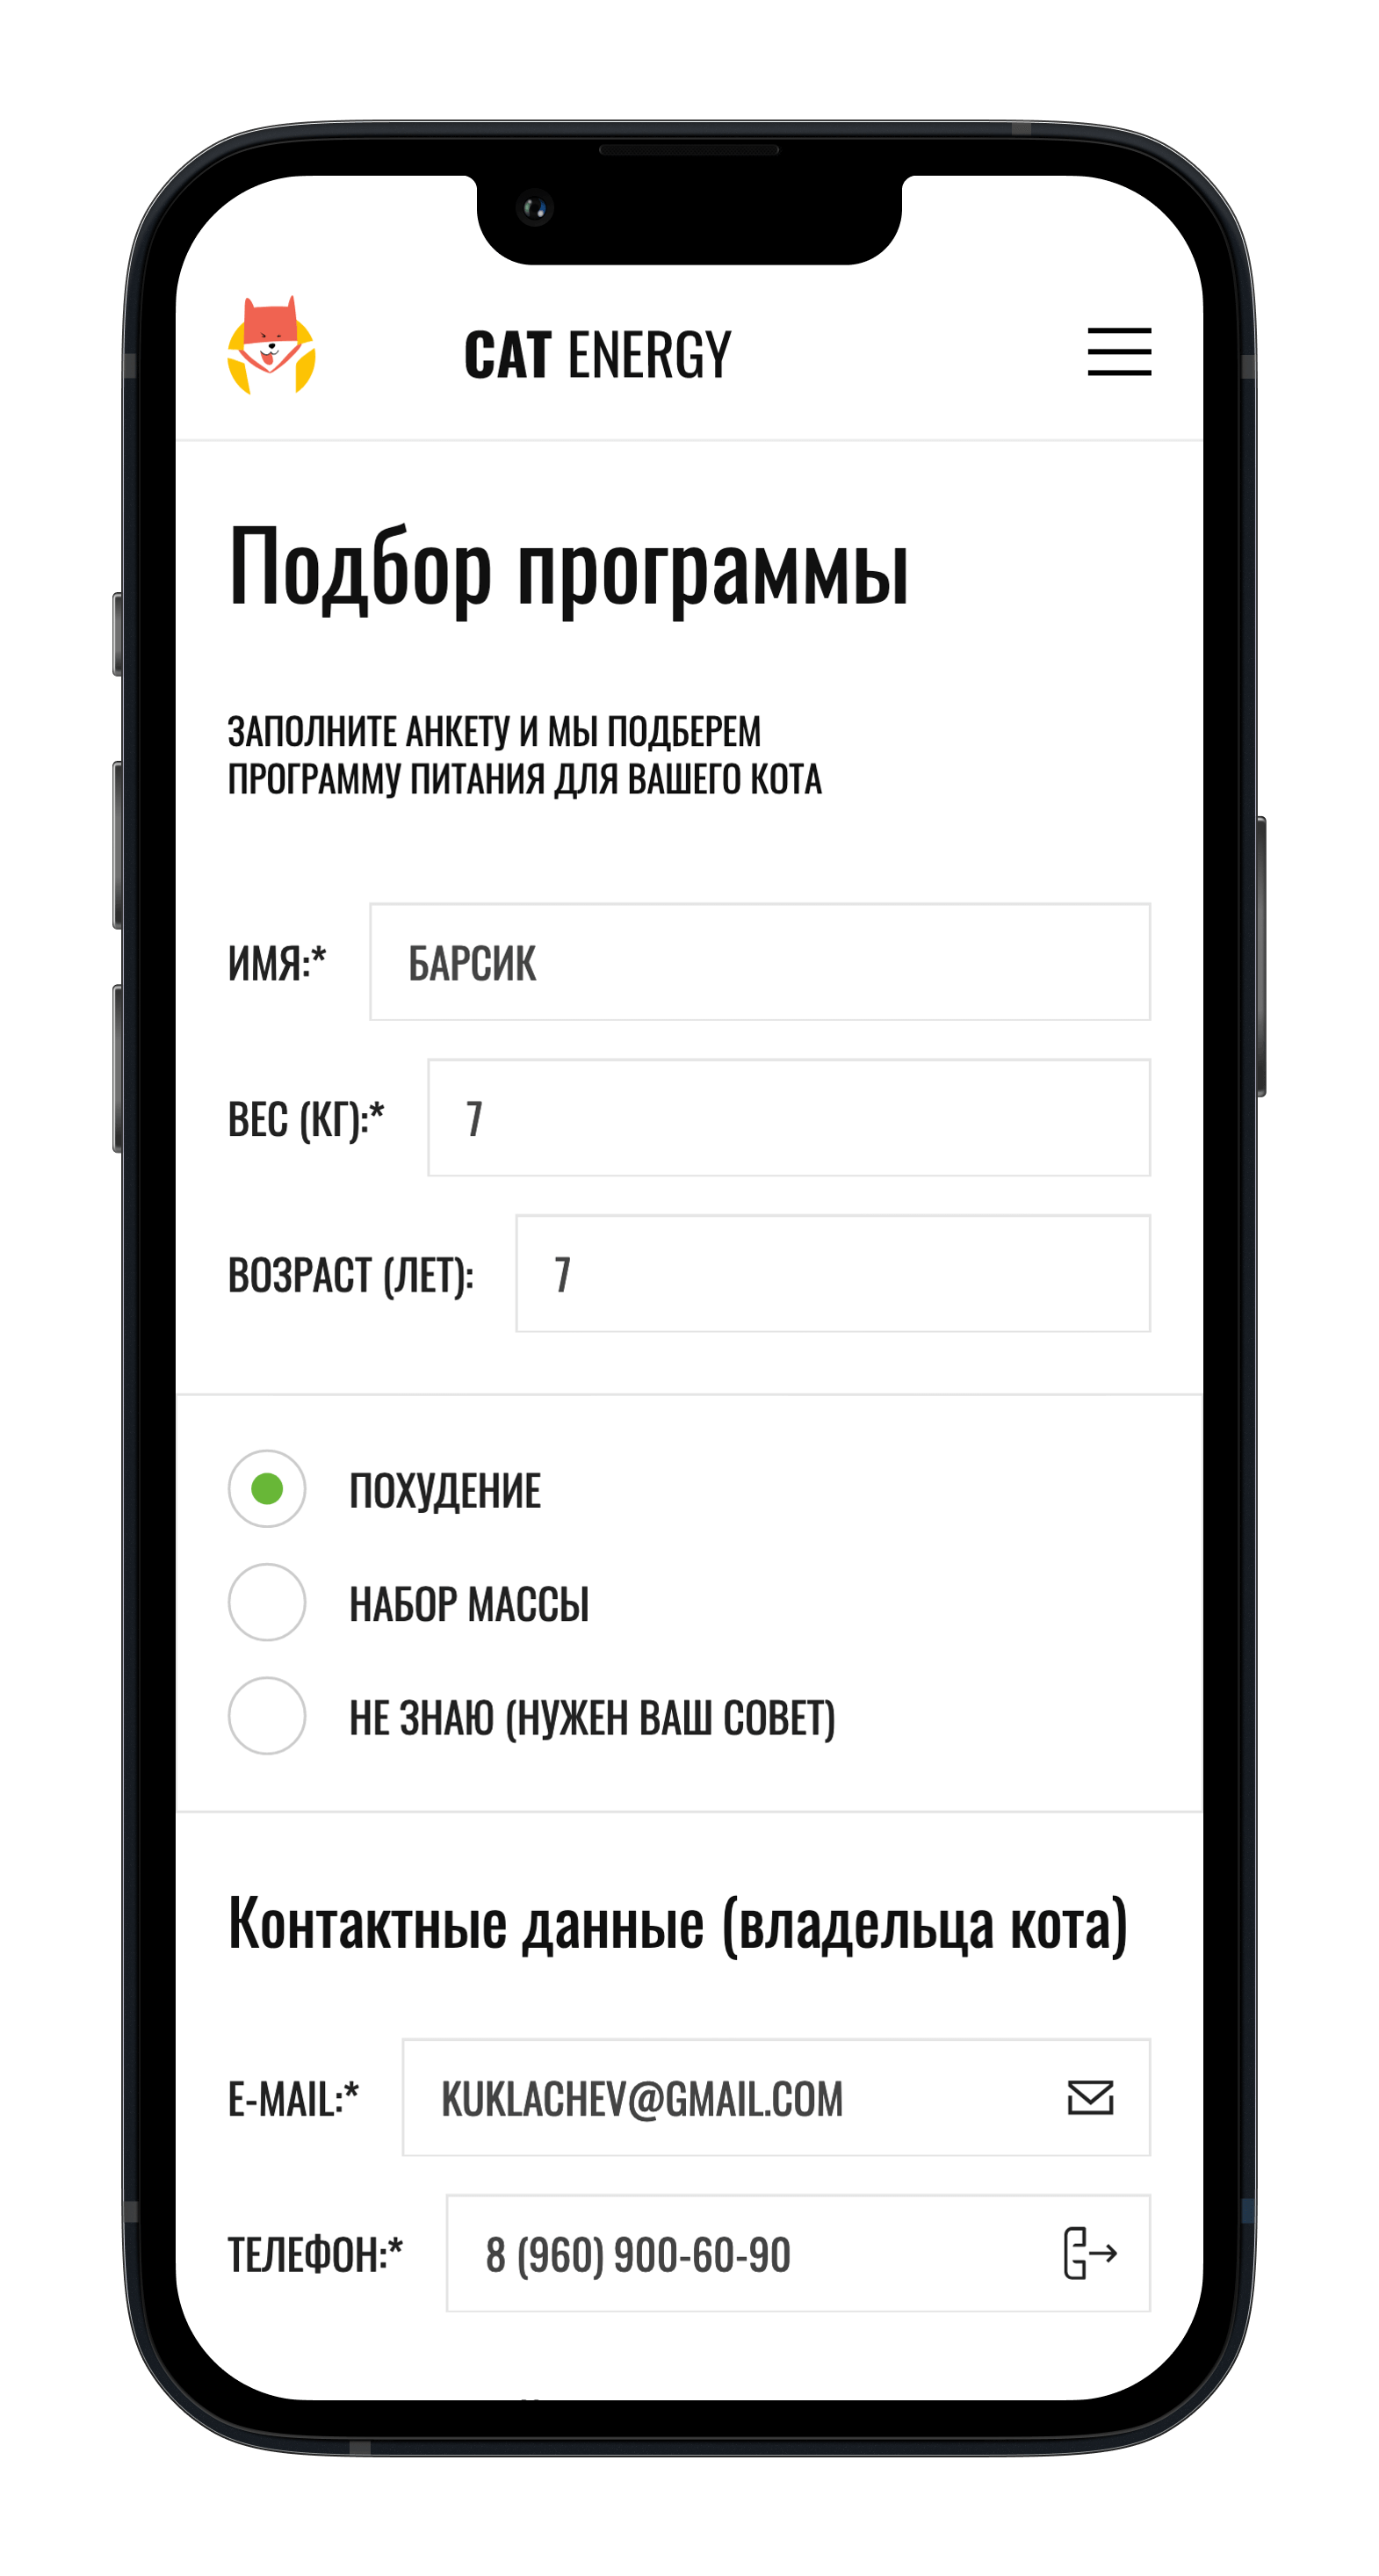 CAT ENERGY
Подбор программы
ЗАПОЛНИТЕ АНКЕТУ И МЫ ПОДБЕРЕМ
ПРОГРАММУ ПИТАНИЯ ДЛЯ ВАШЕГО КОТА
ИМЯ:* БАРСИК
ВЕС (КГ):* 7
ВОЗРАСТ (ЛЕТ): 7
ПОХУДЕНИЕ
НАБОР МАССЫ
НЕ ЗНАЮ (НУЖЕН ВАШ СОВЕТ)
Контактные данные (владельца кота)
E-MAIL:* KUKLACHEV@GMAIL.COM
ТЕЛЕФОН:* 8 (960) 900-60-90